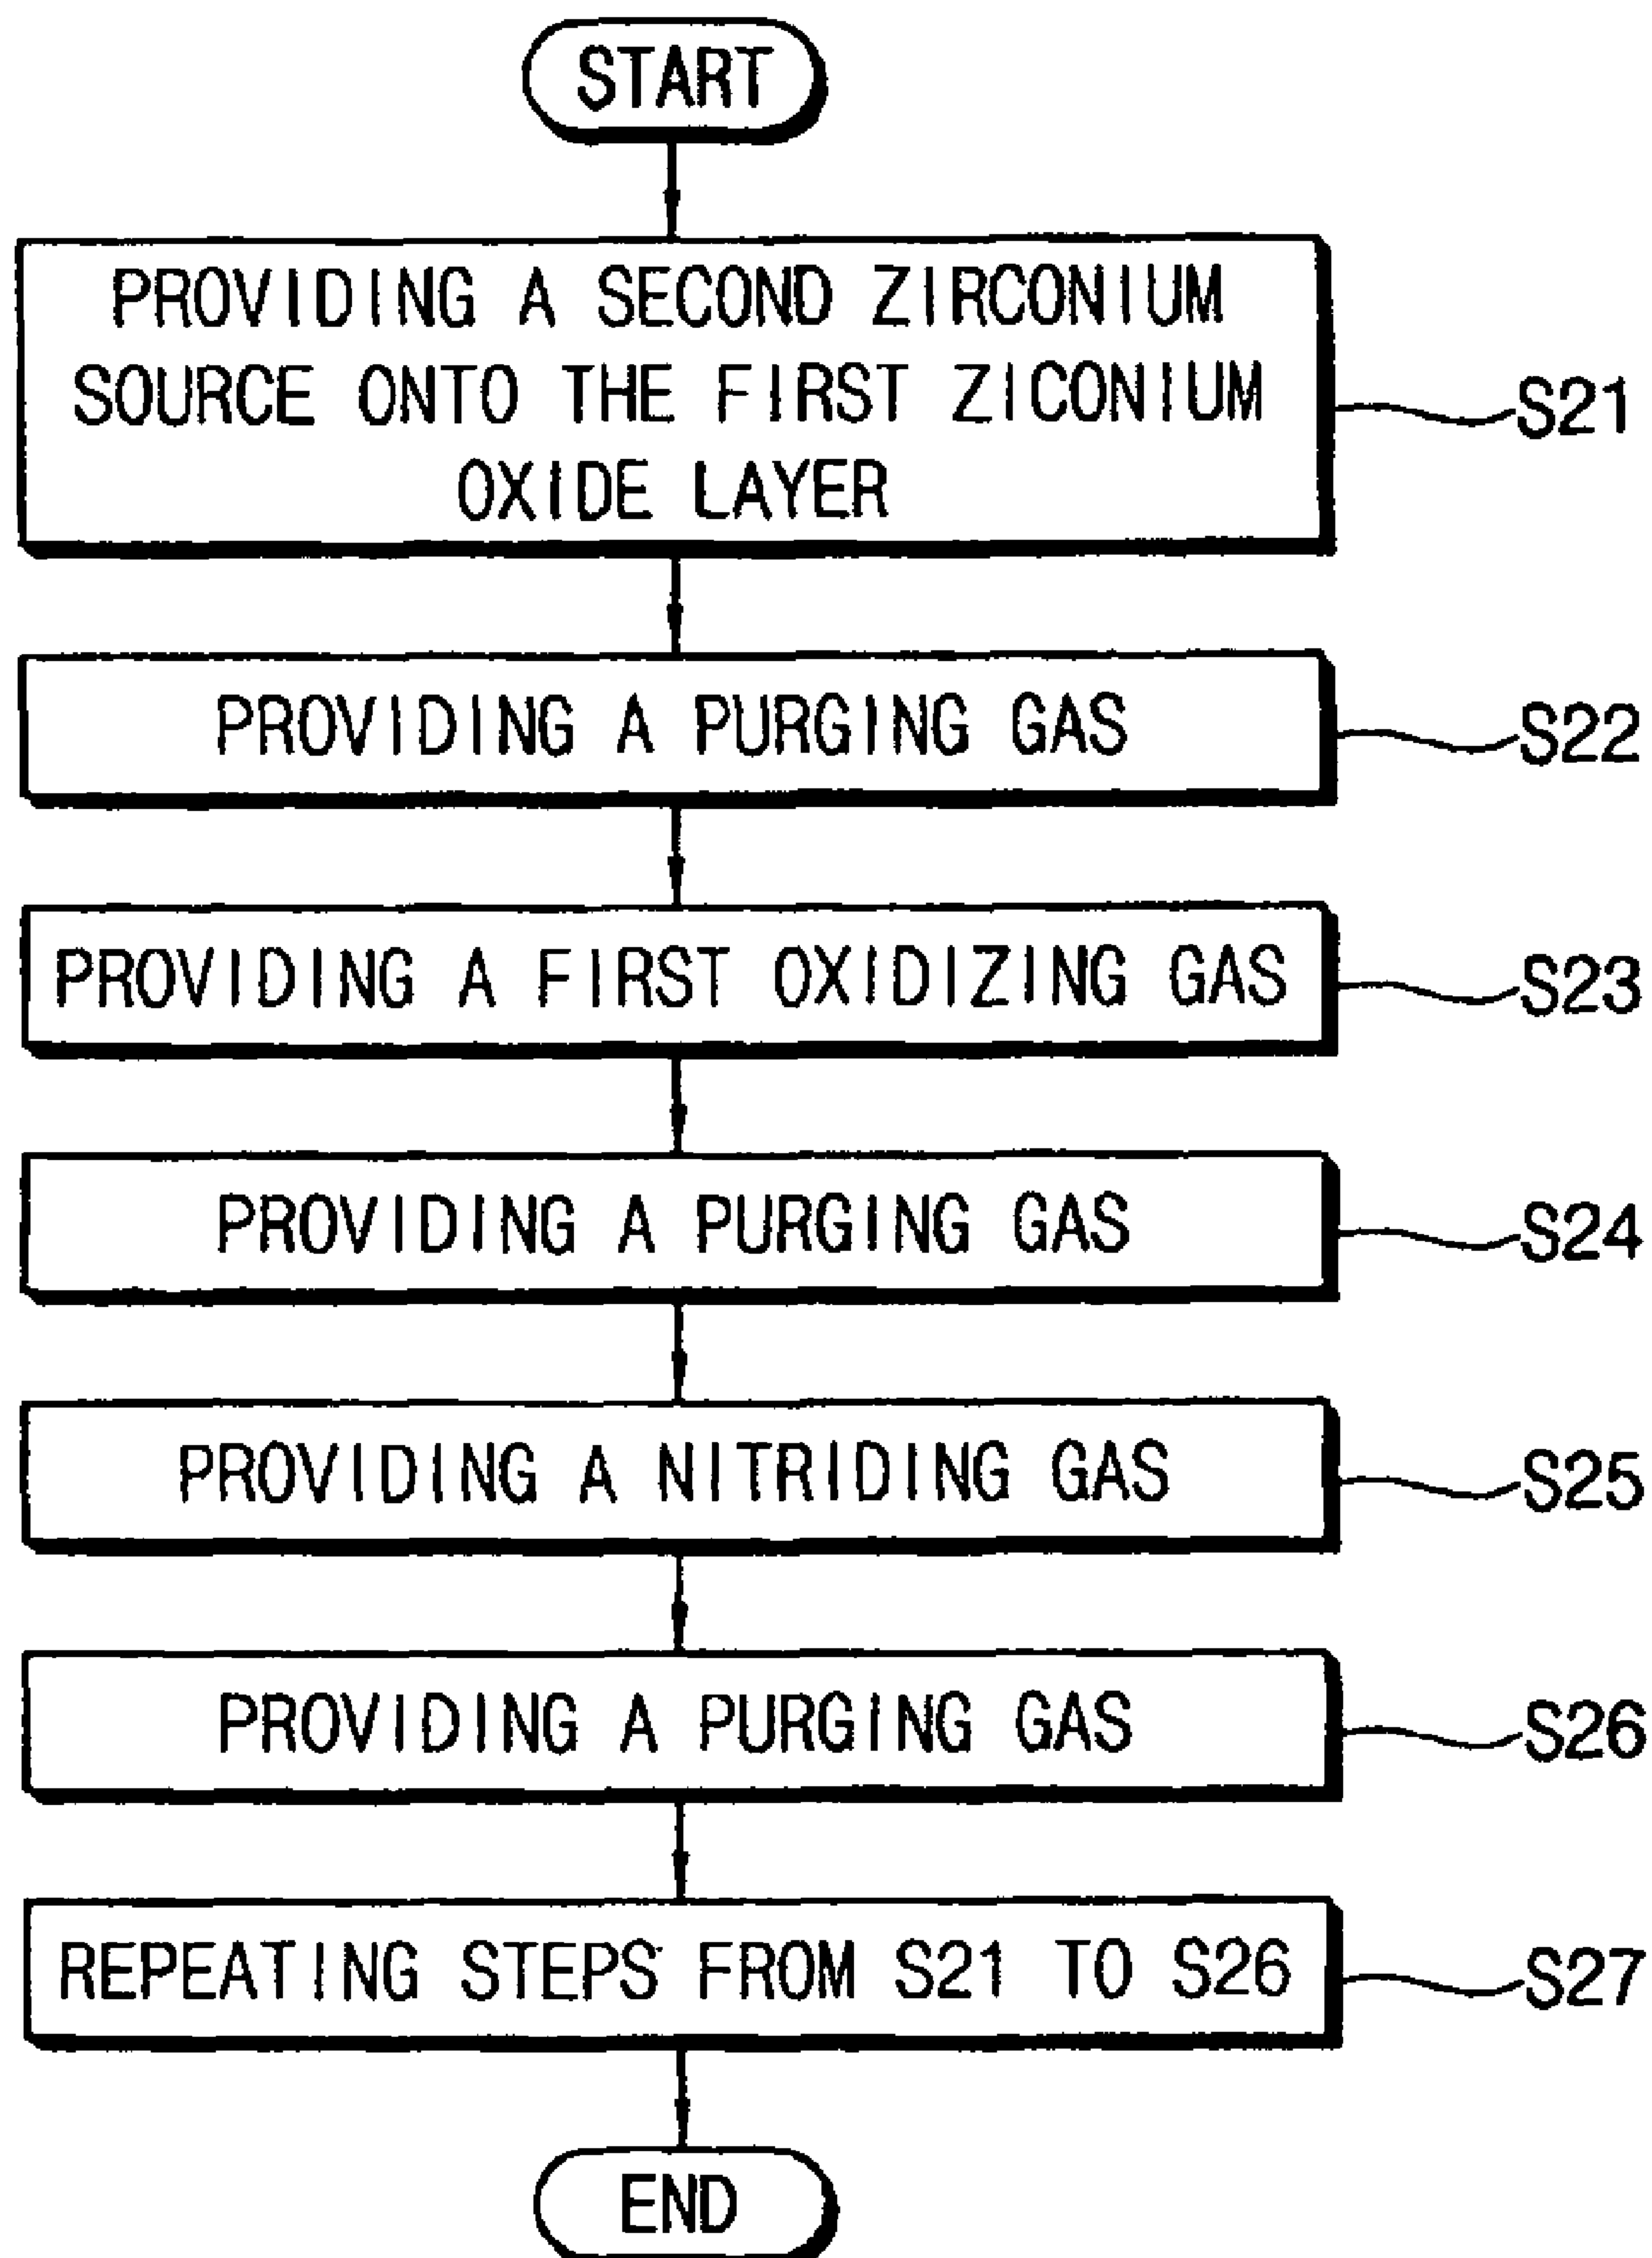 START
PROVIDING A SECOND ZIRCONIUM
SOURCE ONTO THE FIRST ZICONIUM
OXIDE LAYER
S21
PROVIDING A PURGING GAS
S22
PROVIDING A FIRST OXIDIZING GAS
S23
PROVIDING A PURGING GAS
S24
PROVIDING A NITRIDING GAS
S25
PROVIDING A PURGING GAS
S26
REPEATING STEPS FROM S21 TO S26
S27
END